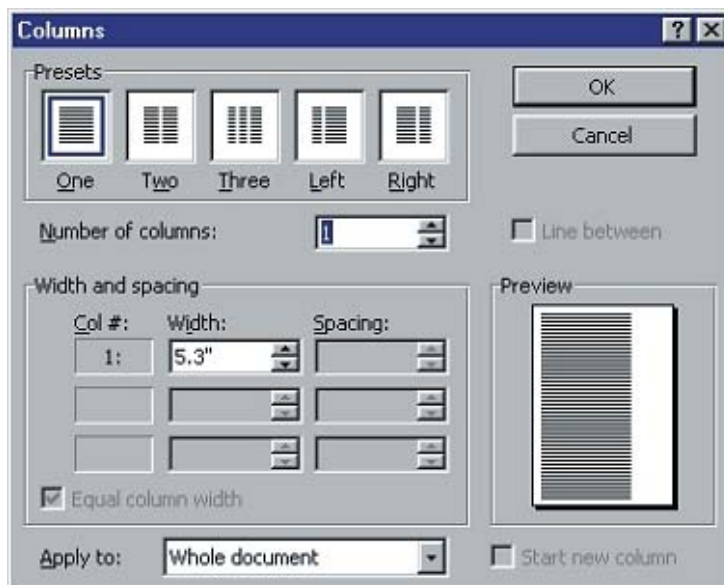 Columns
Presets
OK
Cancel
One Two Three Left Right
Number of columns: 1 Line between
Width and spacing Preview
Col #: Width: Spacing:
1: 5.3"
Equal column width
Apply to: Whole document Start new column